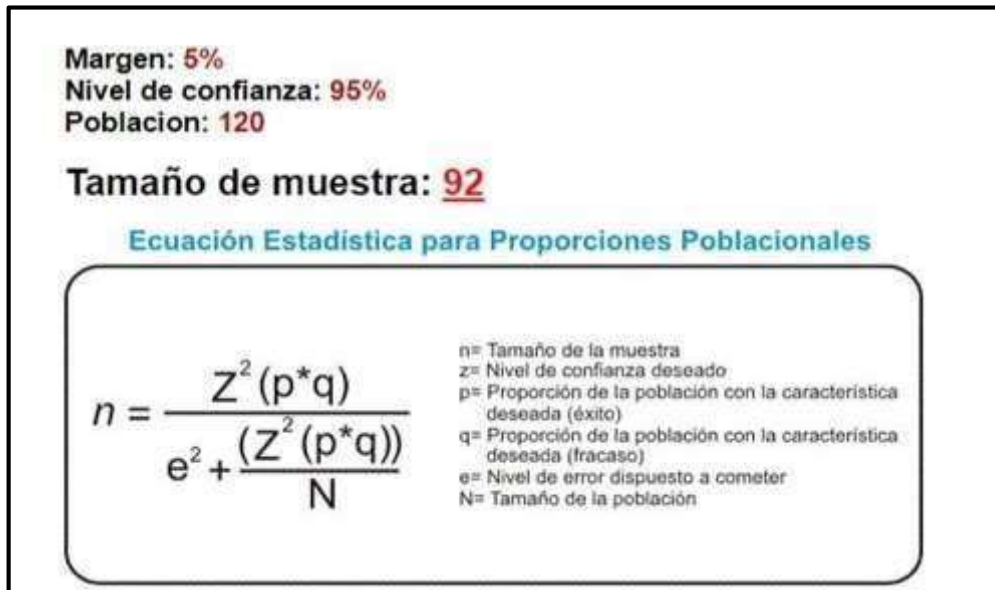 Margen: 5%
Nivel de confianza: 95%
Poblacion: 120
Tamaño de muestra: 92
Ecuación Estadística para Proporciones Poblacionales
n = Z² (p*q) / e² + (Z² (p*q)) / N
n= Tamaño de la muestra
z= Nivel de confianza deseado
p= Proporción de la población con la característica
deseada (éxito)
q= Proporción de la población con la característica
deseada (fracaso)
e= Nivel de error dispuesto a cometer
N= Tamaño de la población